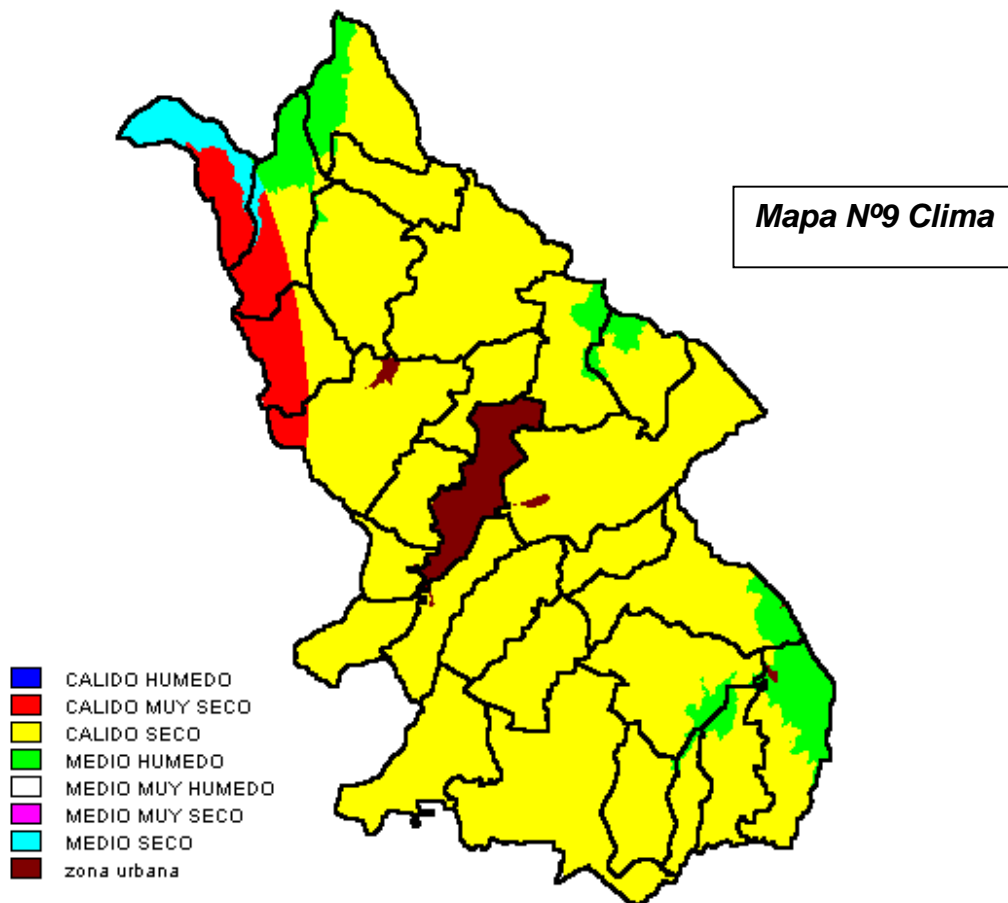 Mapa Nº9 Clima
CALIDO HUMEDO
CALIDO MUY SECO
CALIDO SECO
MEDIO HUMEDO
MEDIO MUY HUMEDO
MEDIO MUY SECO
MEDIO SECO
zona urbana